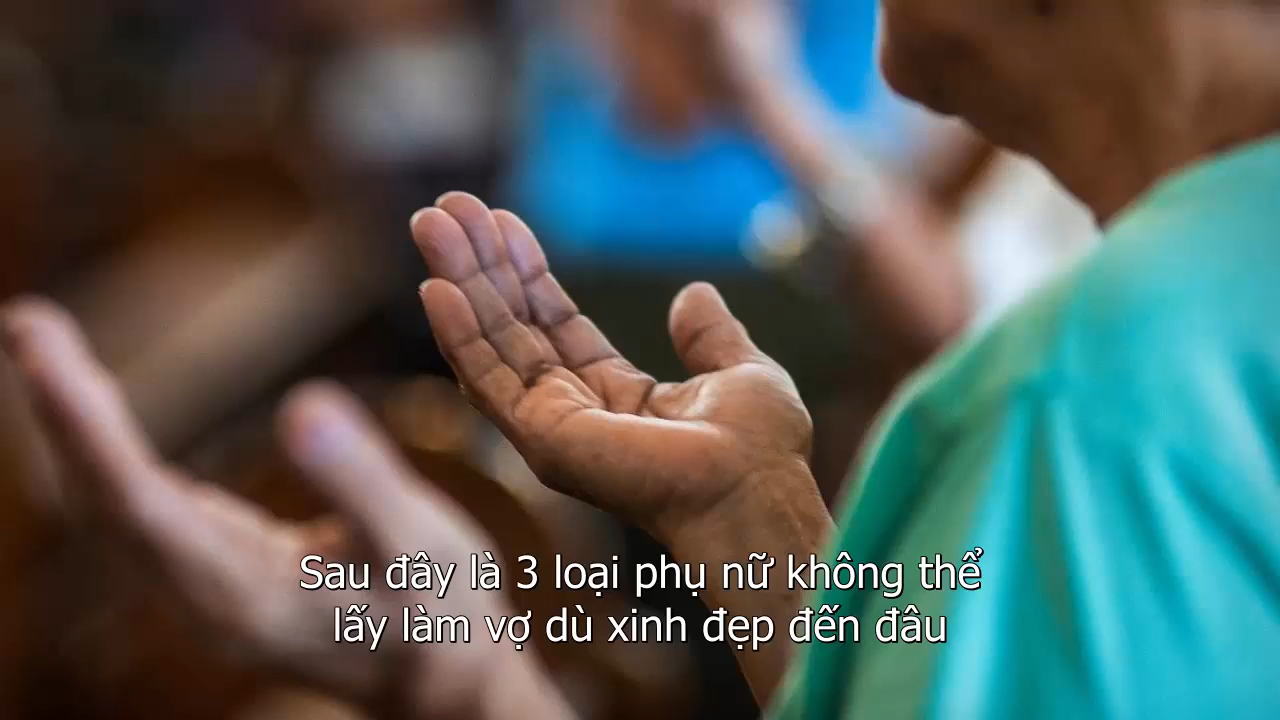 Sau đây là 3 loại phụ nữ không thể
lấy làm vợ dù xinh đẹp đến đâu